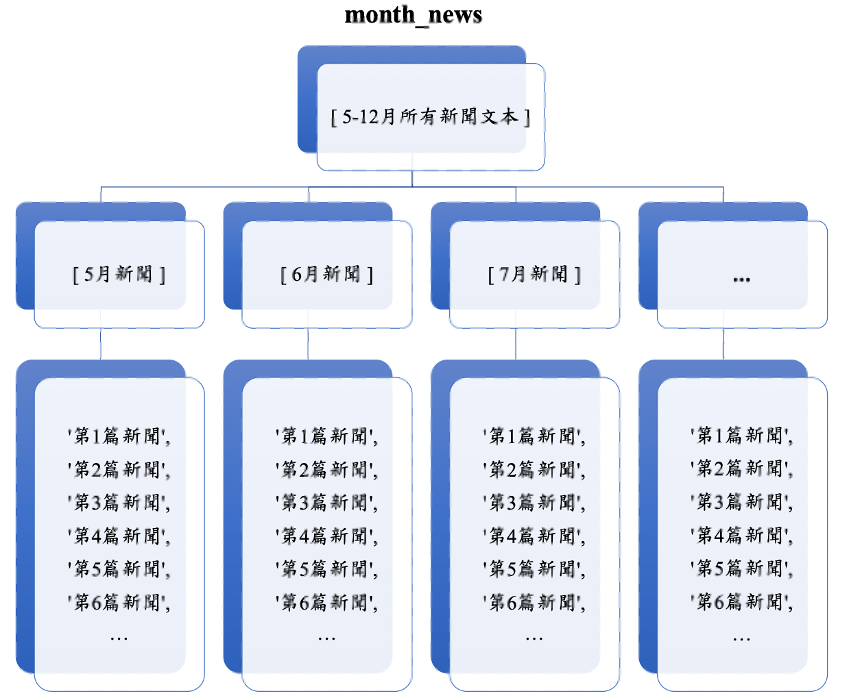 month_news
[ 5-12月所有新聞文本 ]
[ 5月新聞 ]
[ 6月新聞 ]
[ 7月新聞 ]
...
'第1篇新聞',
'第2篇新聞',
'第3篇新聞',
'第4篇新聞',
'第5篇新聞',
'第6篇新聞',
...
'第1篇新聞',
'第2篇新聞',
'第3篇新聞',
'第4篇新聞',
'第5篇新聞',
'第6篇新聞',
...
'第1篇新聞',
'第2篇新聞',
'第3篇新聞',
'第4篇新聞',
'第5篇新聞',
'第6篇新聞',
...
'第1篇新聞',
'第2篇新聞',
'第3篇新聞',
'第4篇新聞',
'第5篇新聞',
'第6篇新聞',
...